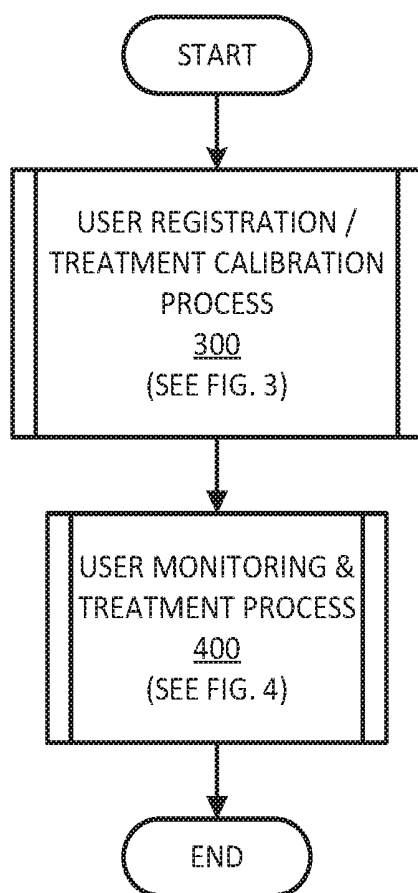 START
USER REGISTRATION /
TREATMENT CALIBRATION
PROCESS
300
(SEE FIG. 3)
USER MONITORING &
TREATMENT PROCESS
400
(SEE FIG. 4)
END